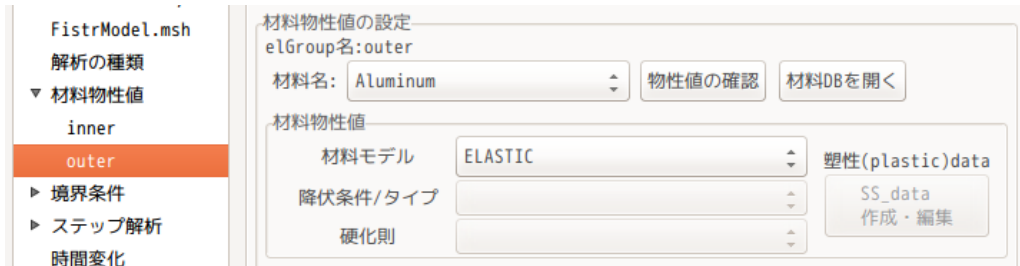 FistrModel.msh
解析の種類
▼ 材料物性値
inner
outer
▶ 境界条件
▶ ステップ解析
時間変化
材料物性値の設定
elGroup名:outer
材料名: Aluminum 物性値の確認 材料DBを開く
材料物性値
材料モデル ELASTIC
降伏条件/タイプ
硬化則
塑性(plastic)data
SS_data
作成・編集